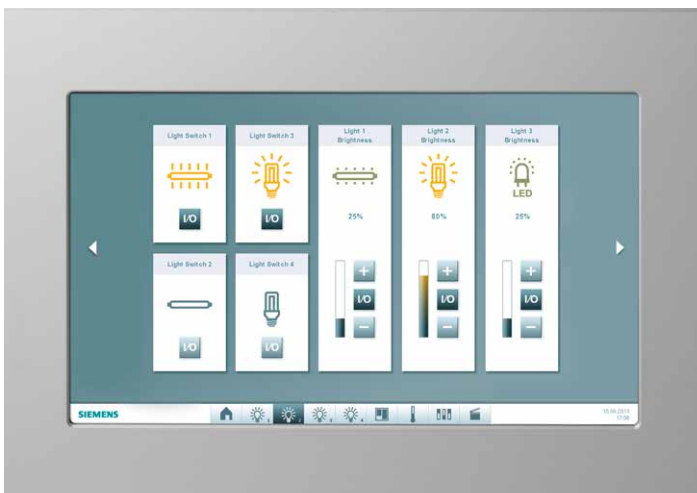 Light Switch 1
Light Switch 3
Light 1
Brightness
Light 2
Brightness
Light 3
Brightness
LED
25%
80%
25%
I/O
I/O
+
+
+
Light Switch 2
Light Switch 4
I/O
I/O
I/O
I/O
I/O
−
−
−
SIEMENS